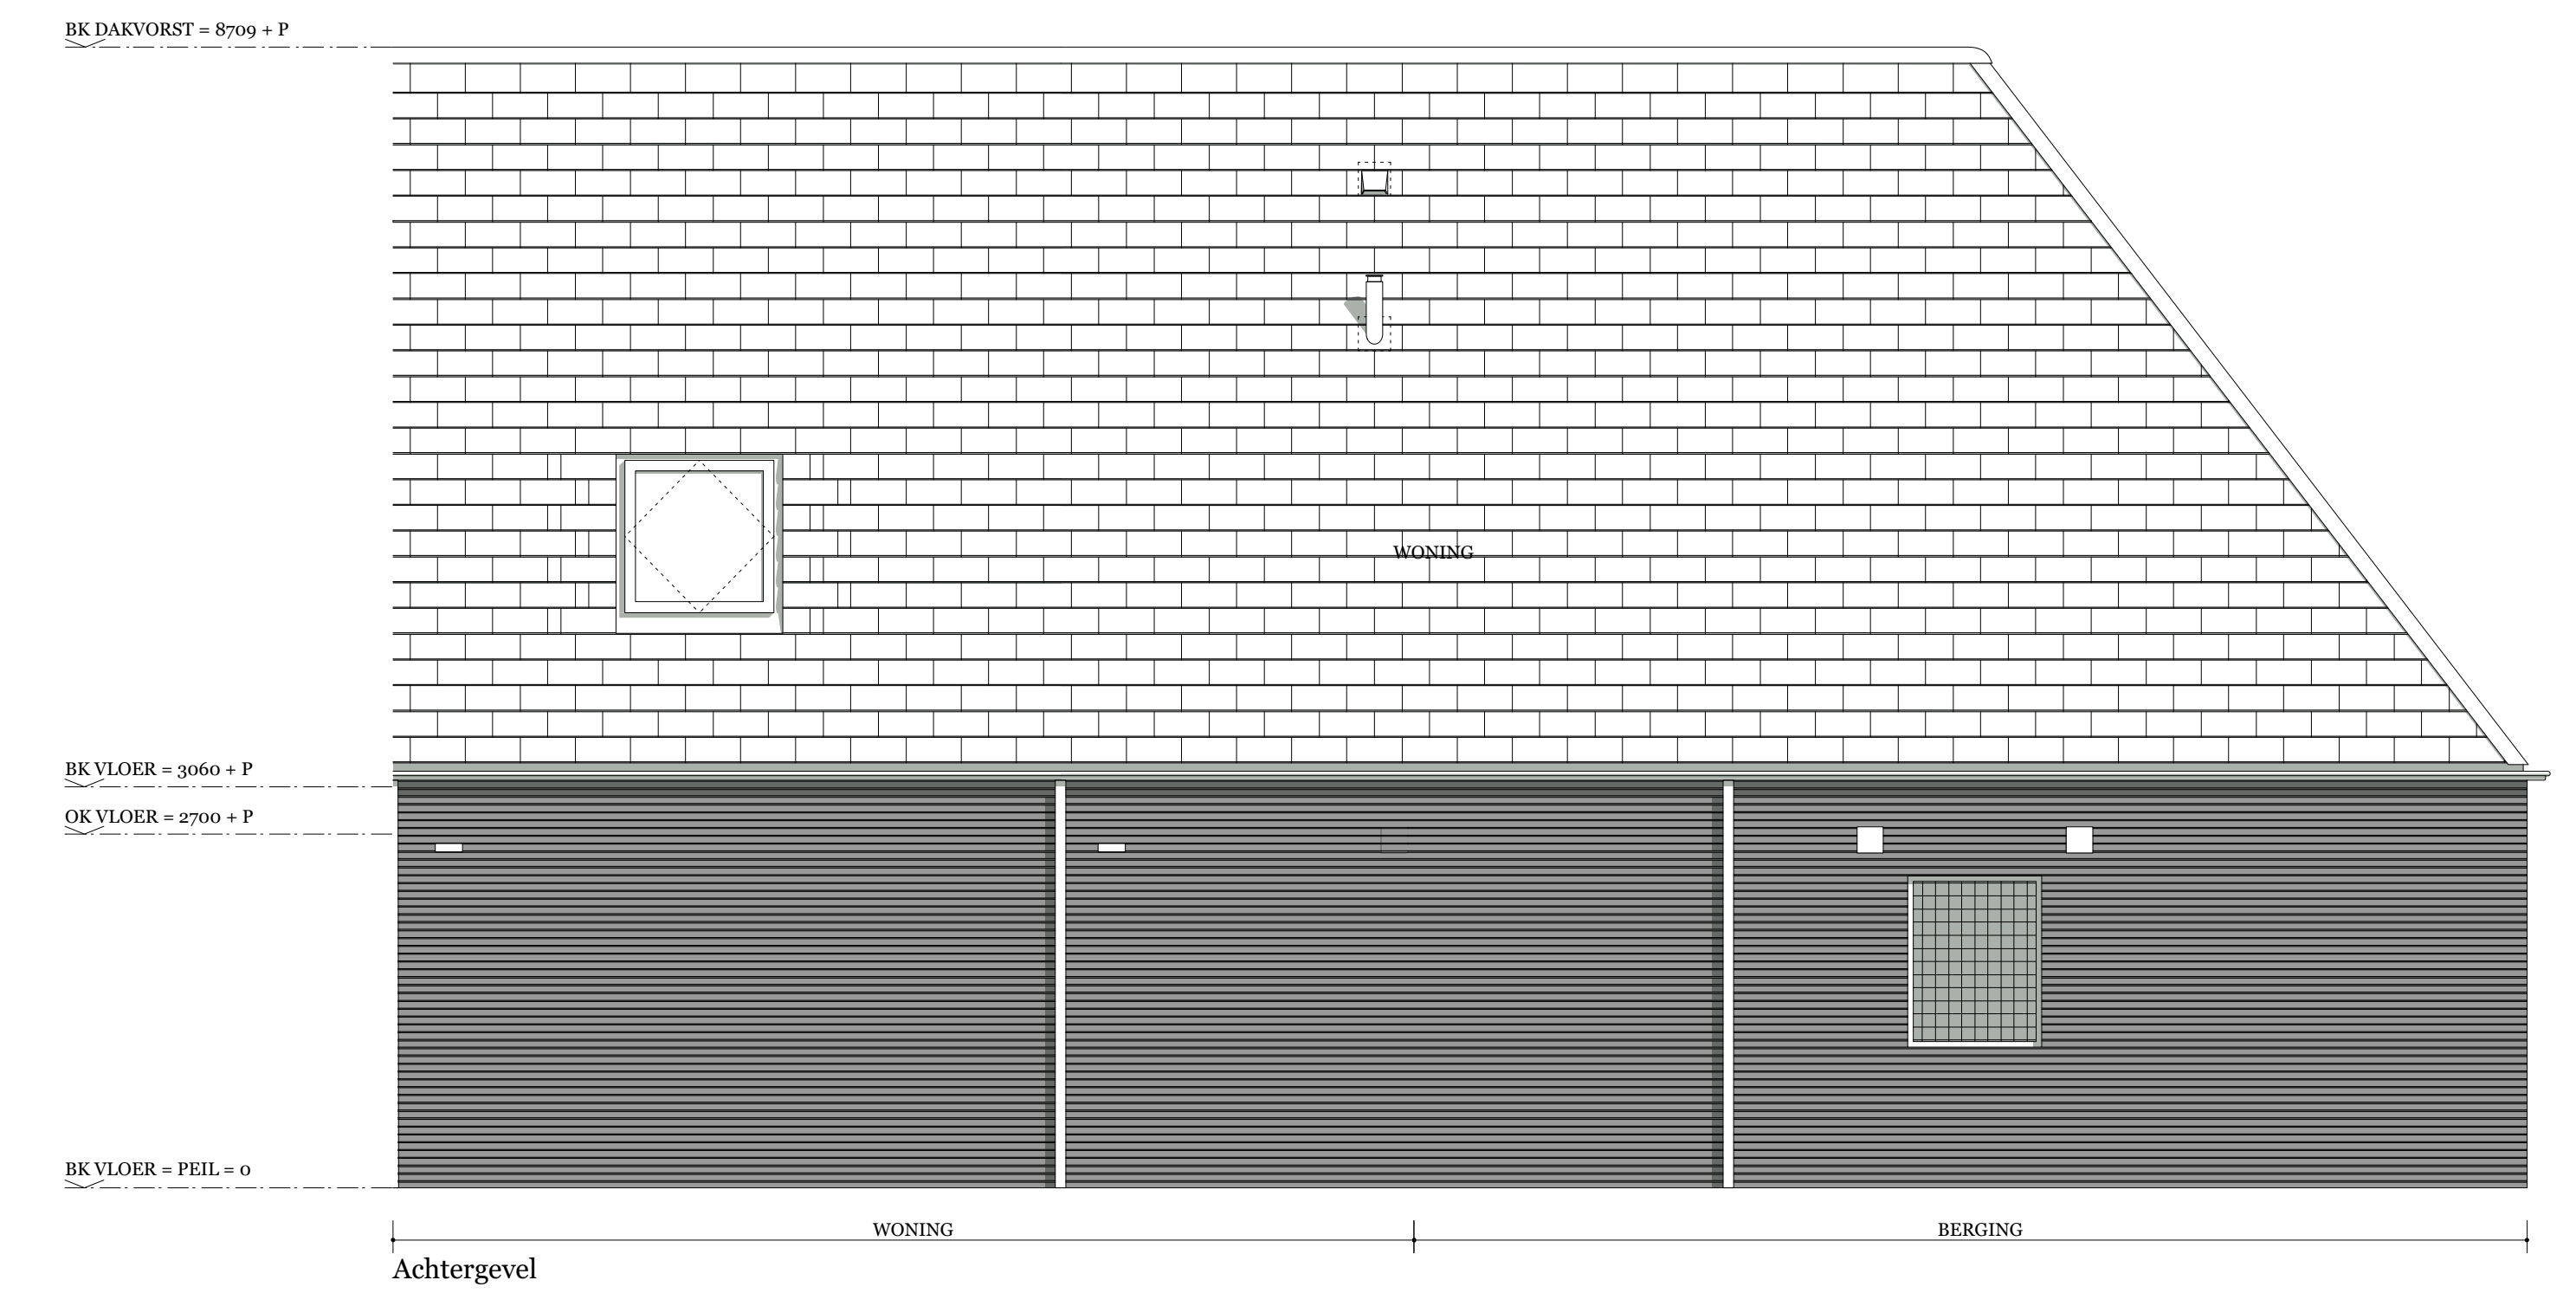 BK DAKVORST = 8709 + P
WONING
BK VLOER = 3060 + P
OK VLOER = 2700 + P
BK VLOER = PEIL = 0
WONING
BERGING
Achtergevel